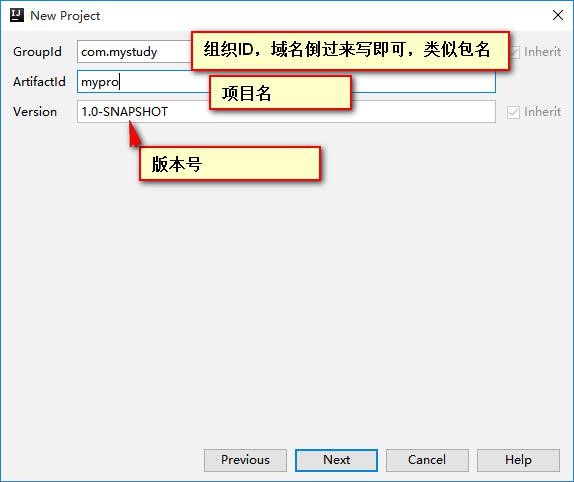 New Project
GroupId com.mystudy 组织ID，域名倒过来写即可，类似包名 Inherit
ArtifactId mypro
项目名
Version 1.0-SNAPSHOT Inherit
版本号
Previous Next Cancel Help